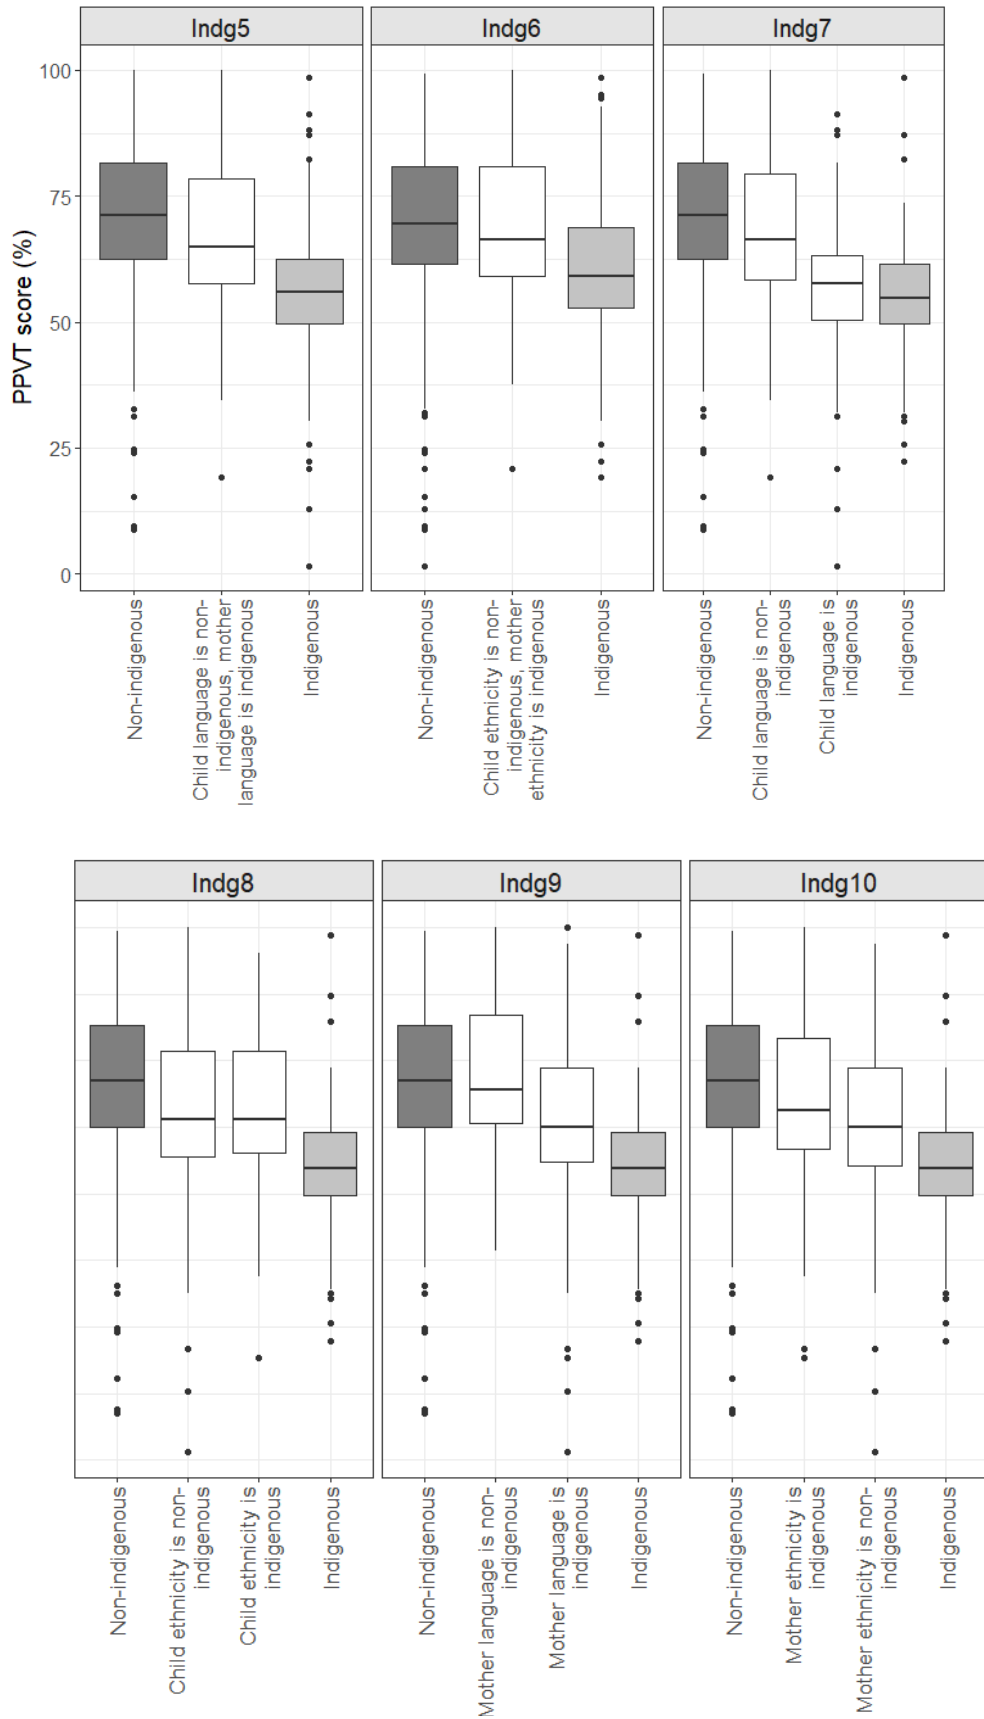 Indg5
Indg6
Indg7
PPVT score (%)
100
75
50
25
0
Non-indigenous
Child language is non-
indigenous, mother
language is indigenous
Indigenous
Non-indigenous
Child ethnicity is non-
indigenous, mother
ethnicity is indigenous
Indigenous
Non-indigenous
Child language is non-
indigenous
Child language is
indigenous
Indigenous
Indg8
Indg9
Indg10
Non-indigenous
Child ethnicity is non-
indigenous
Child ethnicity is
indigenous
Indigenous
Non-indigenous
Mother language is non-
indigenous
Mother language is
indigenous
Indigenous
Non-indigenous
Mother ethnicity is
indigenous
Mother ethnicity is non-
indigenous
Indigenous